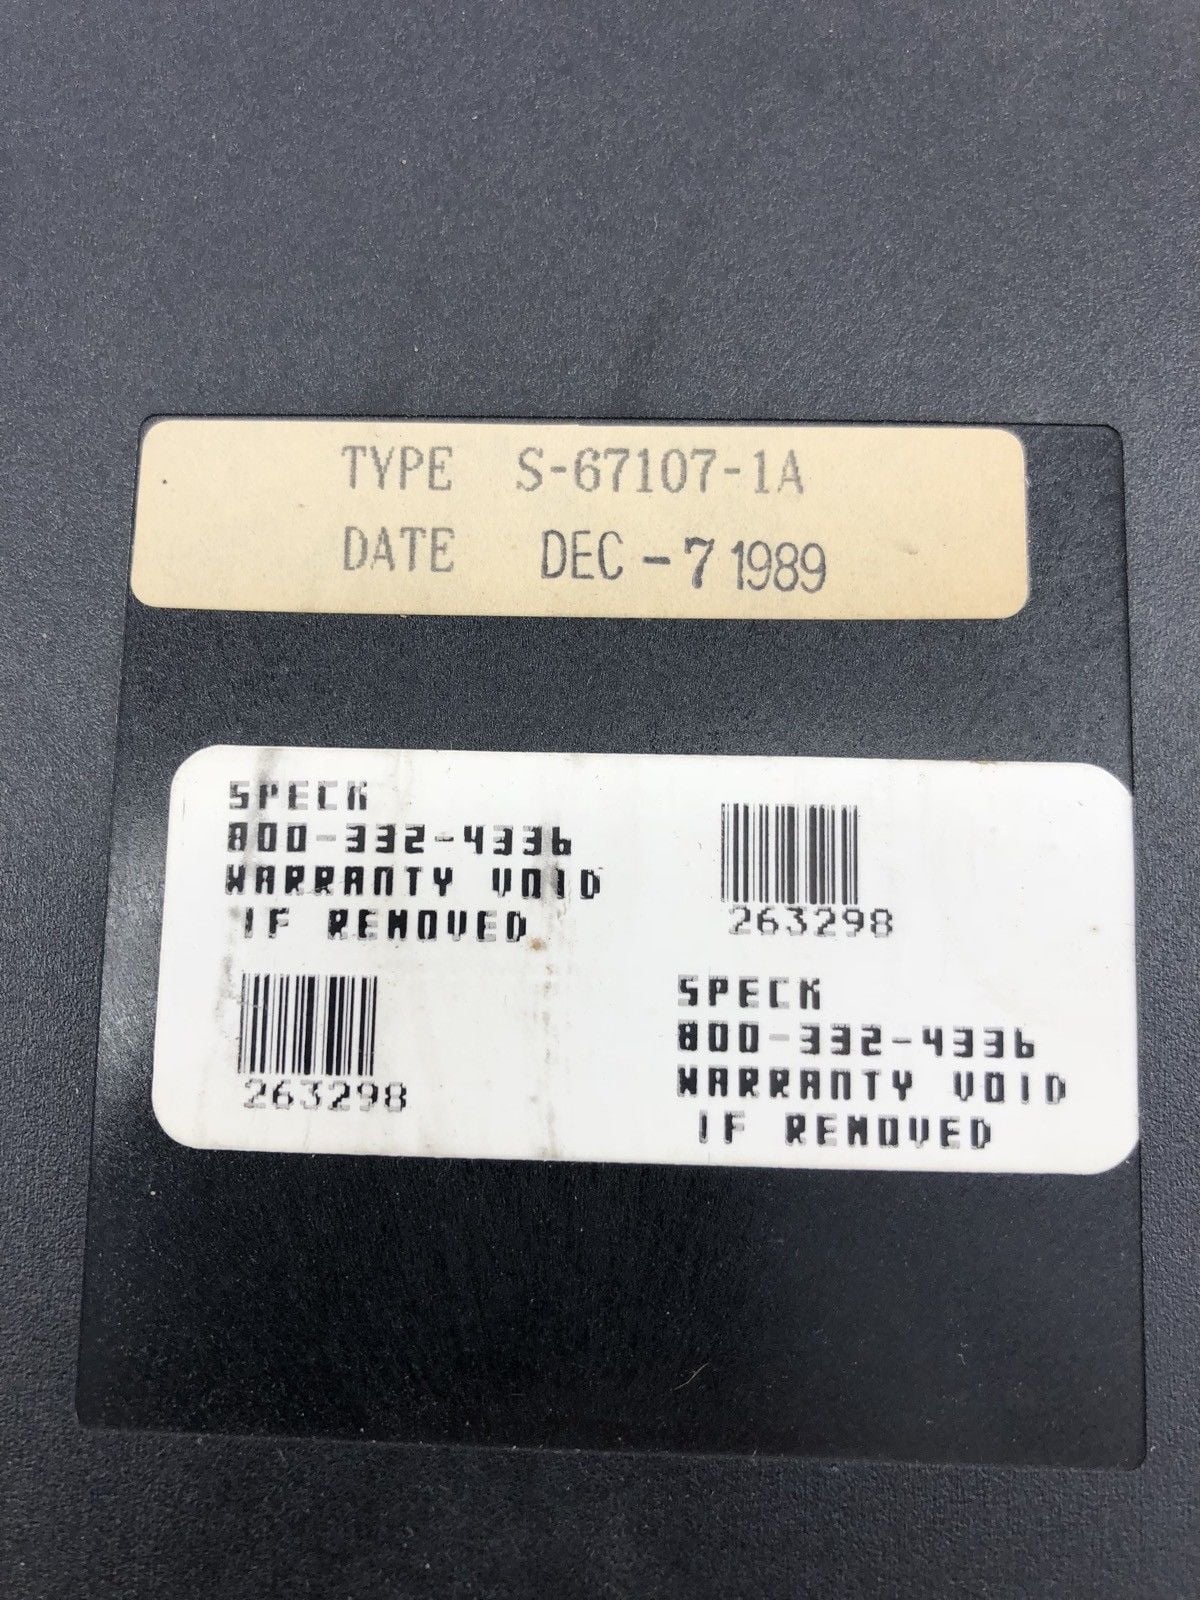 TYPE S-67107-1A
DATE DEC -7 1989
SPECK
800-332-4336
WARRANTY VOID
IF REMOVED
263298
263298
SPECK
800-332-4336
WARRANTY VOID
IF REMOVED